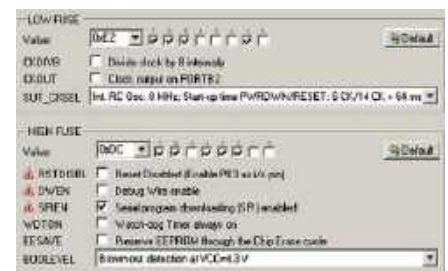 LOW FUSE
Value 0xE2 Default
CKDIV8 Divide clock by 8 internally
CKOUT Clock output on PORTB2
SUT_CKSEL Int. RC Osc. 8 MHz; Start-up time PWRDWN/RESET: 6 CK/14 CK + 64 ms
HIGH FUSE
Value 0xDC Default
RSTDISBL Reset Disabled (Enable PC6 as i/o pin)
DWEN Debug Wire enable
SPIEN Serial program downloading (SPI) enabled
WDTON Watch-dog Timer always on
EESAVE Preserve EEPROM through the Chip Erase cycle
BODLEVEL Brown-out detection at VCC=4.3 V